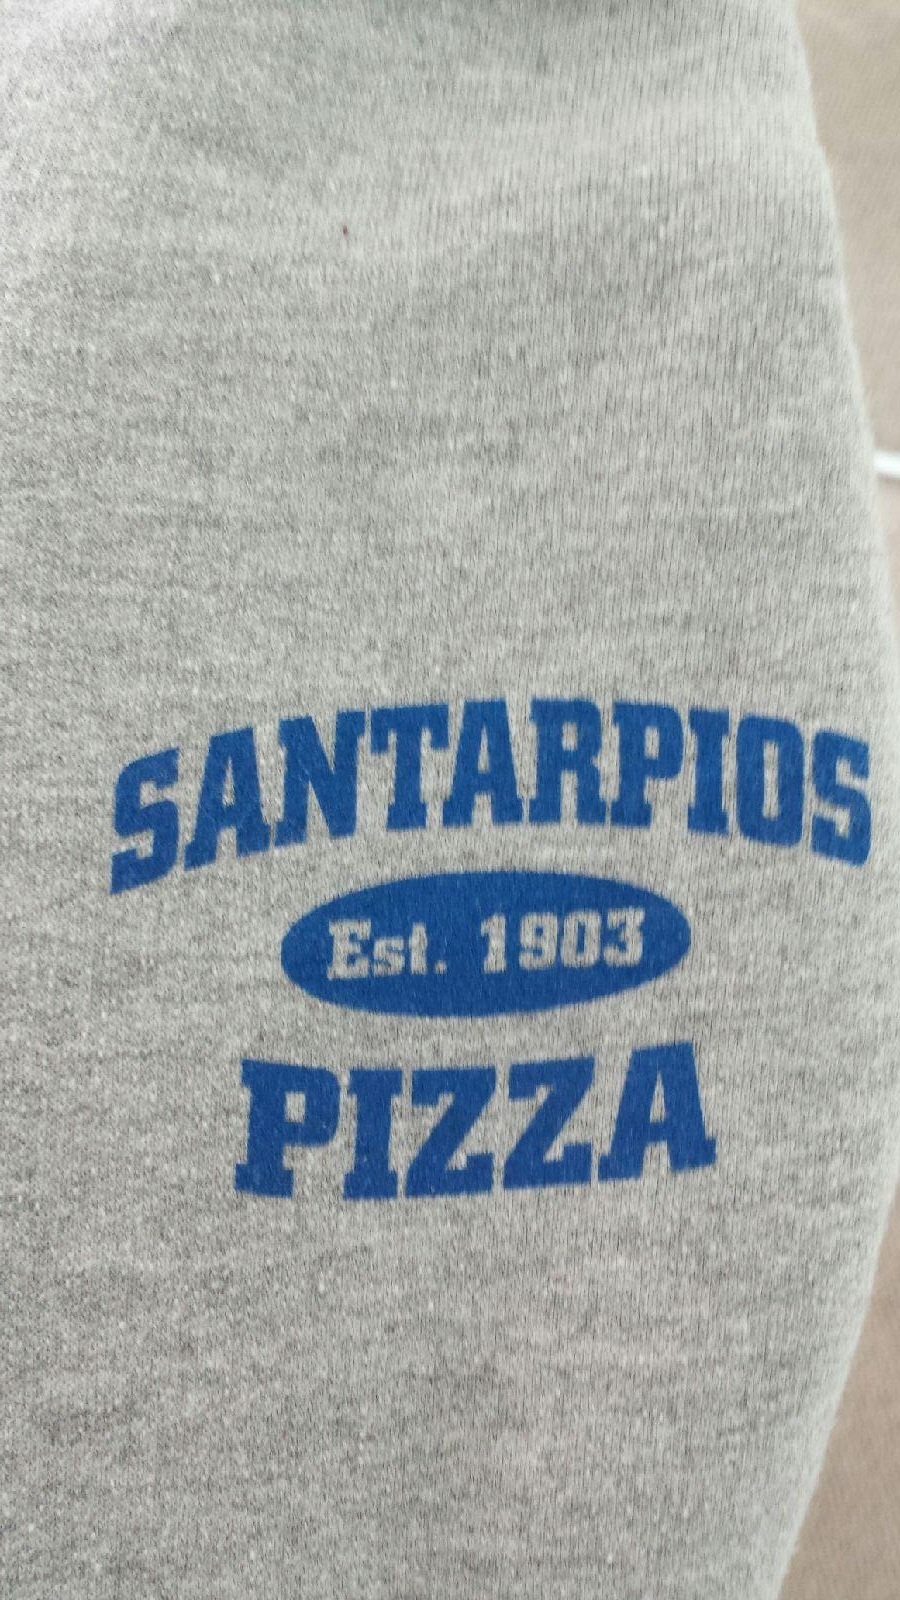 SANTARPIOS
Est. 1903
PIZZA